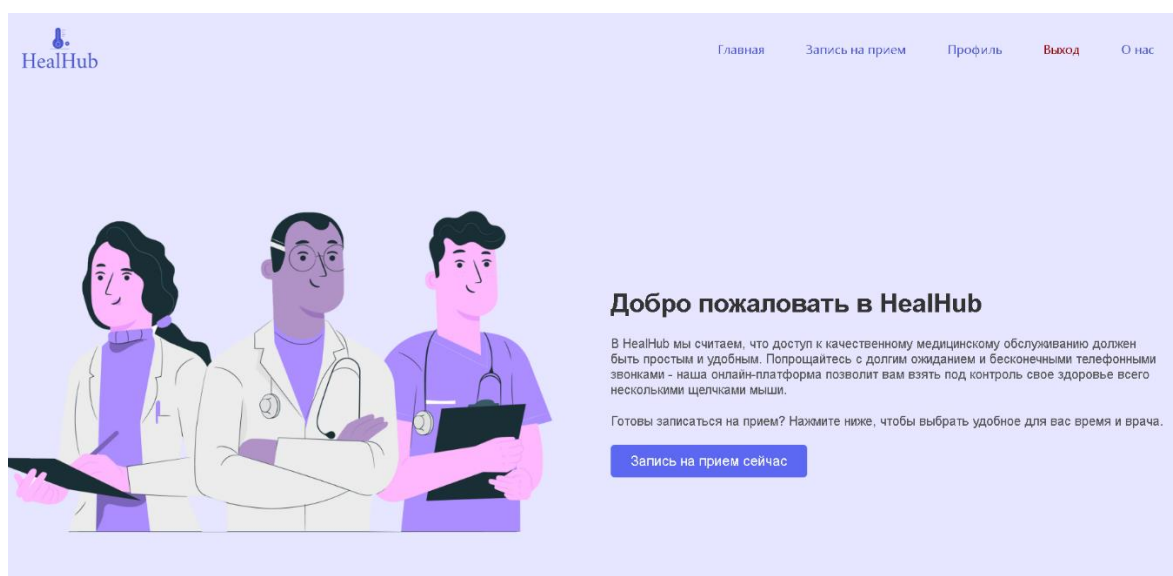 HealHub
Главная Запись на прием Профиль Выход О нас
Добро пожаловать в HealHub
В HealHub мы считаем, что доступ к качественному медицинскому обслуживанию должен
быть простым и удобным. Попрощайтесь с долгим ожиданием и бесконечными телефонными
звонками - наша онлайн-платформа позволит вам взять под контроль свое здоровье всего
несколькими щелчками мыши.
Готовы записаться на прием? Нажмите ниже, чтобы выбрать удобное для вас время и врача.
Запись на прием сейчас